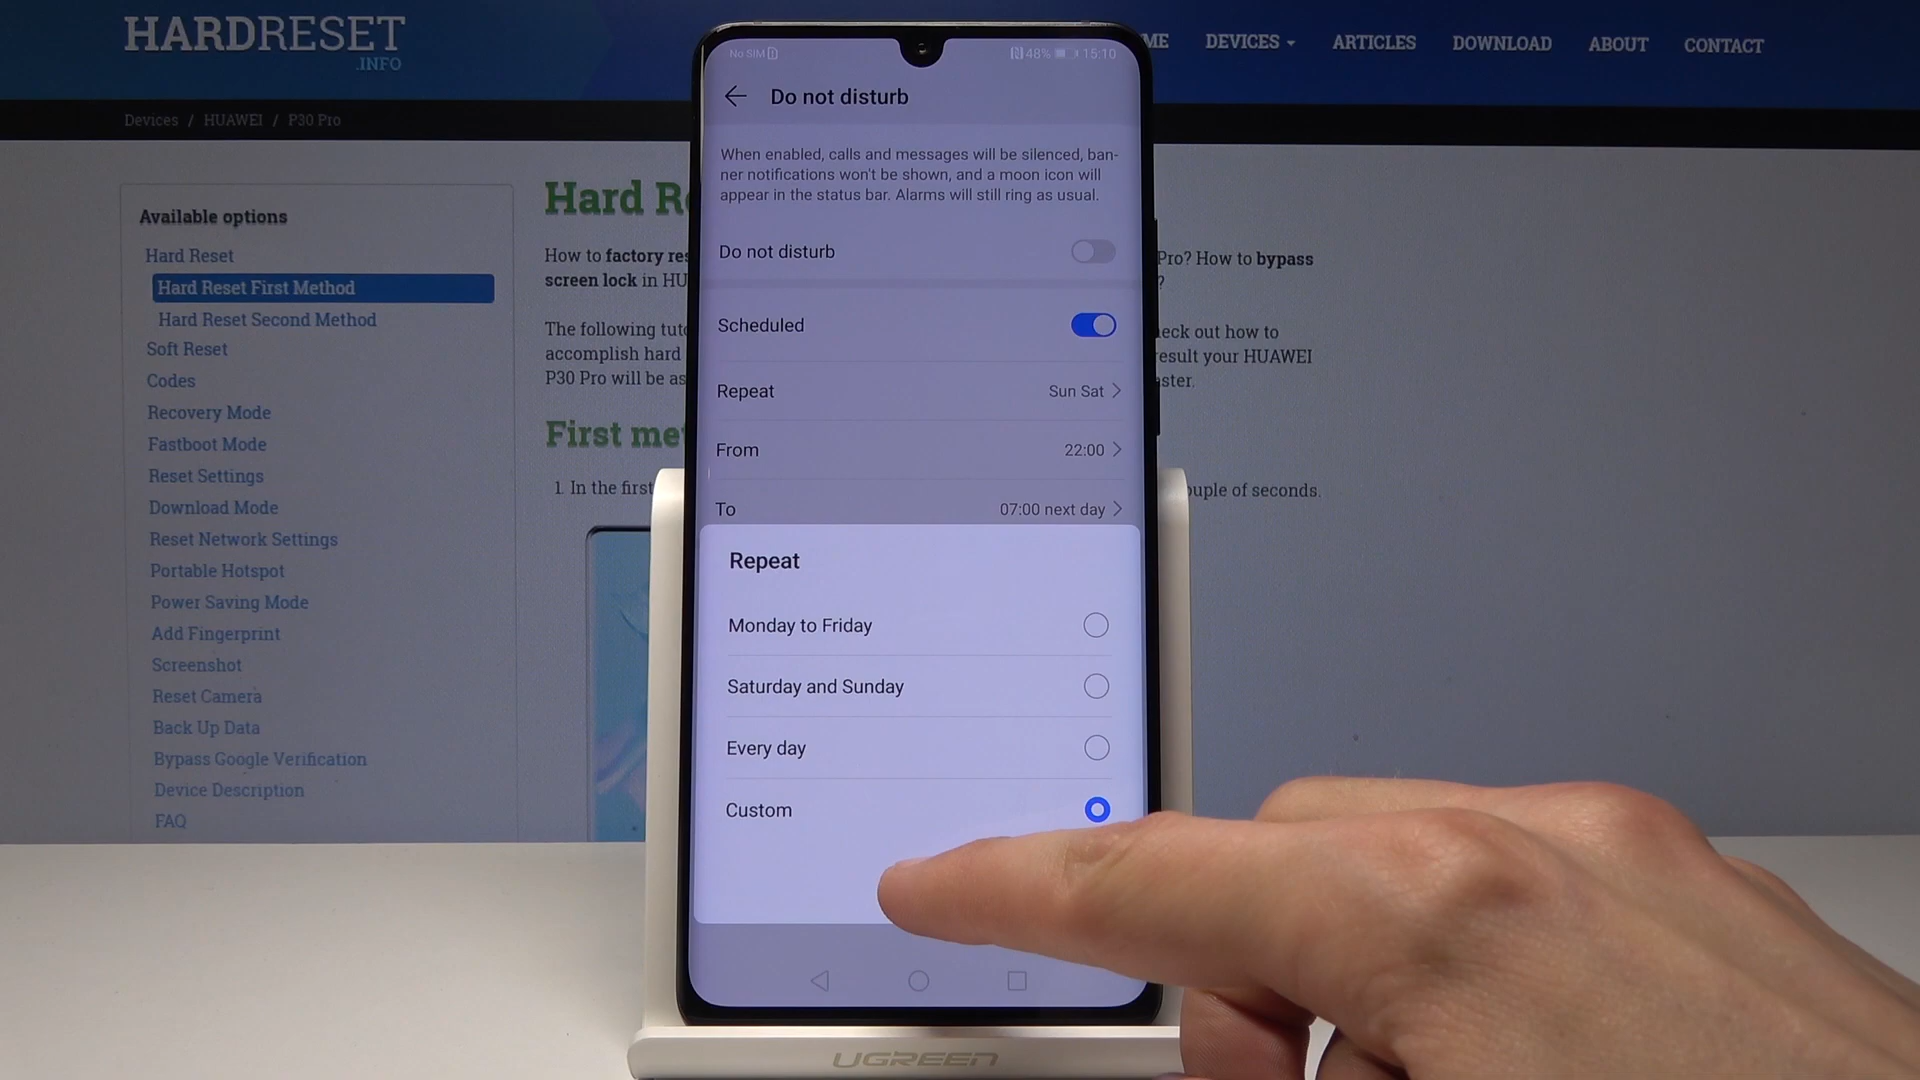 HARDRESET
.INFO
ME DEVICES ARTICLES DOWNLOAD ABOUT CONTACT
Devices / HUAWEI / P30 Pro
Available options
Hard Reset
Hard Reset First Method
Hard Reset Second Method
Soft Reset
Codes
Recovery Mode
Fastboot Mode
Reset Settings
Download Mode
Reset Network Settings
Portable Hotspot
Power Saving Mode
Add Fingerprint
Screenshot
Reset Camera
Back Up Data
Bypass Google Verification
Device Description
FAQ
Hard R
How to factory res
Pro? How to bypass
screen lock in HU
?
The following tuto
eck out how to
accomplish hard
result your HUAWEI
P30 Pro will be as
ster.
First me
1. In the first
ouple of seconds.
No SIM
48% 15:10
Do not disturb
When enabled, calls and messages will be silenced, ban-
ner notifications won't be shown, and a moon icon will
appear in the status bar. Alarms will still ring as usual.
Do not disturb
Scheduled
Repeat Sun Sat
From 22:00
To 07:00 next day
Repeat
Monday to Friday
Saturday and Sunday
Every day
Custom
UGREEN